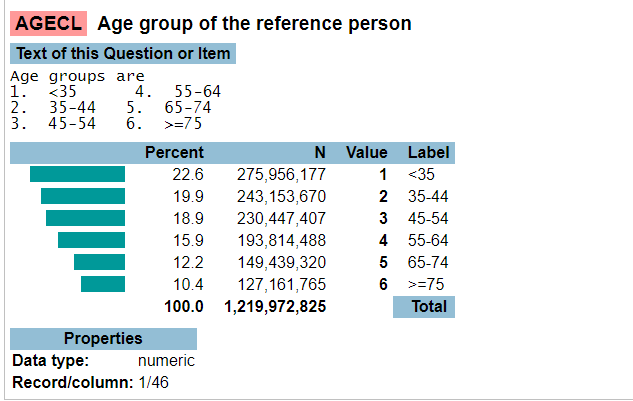 AGECL Age group of the reference person
Text of this Question or Item
Age groups are
1. <35 4. 55-64
2. 35-44 5. 65-74
3. 45-54 6. >=75
Percent N Value Label
22.6 275,956,177 1 <35
19.9 243,153,670 2 35-44
18.9 230,447,407 3 45-54
15.9 193,814,488 4 55-64
12.2 149,439,320 5 65-74
10.4 127,161,765 6 >=75
100.0 1,219,972,825 Total
Properties
Data type: numeric
Record/column: 1/46